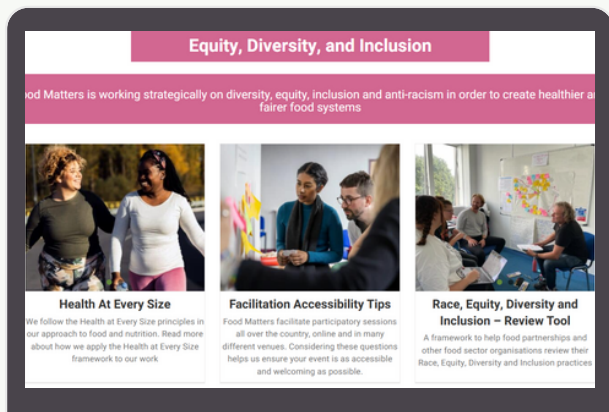 Equity, Diversity, and Inclusion
Matters is working strategically on diversity, equity, inclusion and anti-racism in order to create healthier
fairer food systems
Health At Every Size
We follow the Health at Every Size principles in
our approach to food and nutrition. Read more
about how we apply the Health at Every Size
framework to our work
Facilitation Accessibility Tips
Food Matters facilitate participatory sessions
all over the country, online and in many
different venues. Considering these questions
helps us ensure your event is as accessible
and welcoming as possible.
Race, Equity, Diversity and
Inclusion – Review Tool
A framework to help food partnerships and
other food sector organisations review their
Race, Equity, Diversity and Inclusion practices